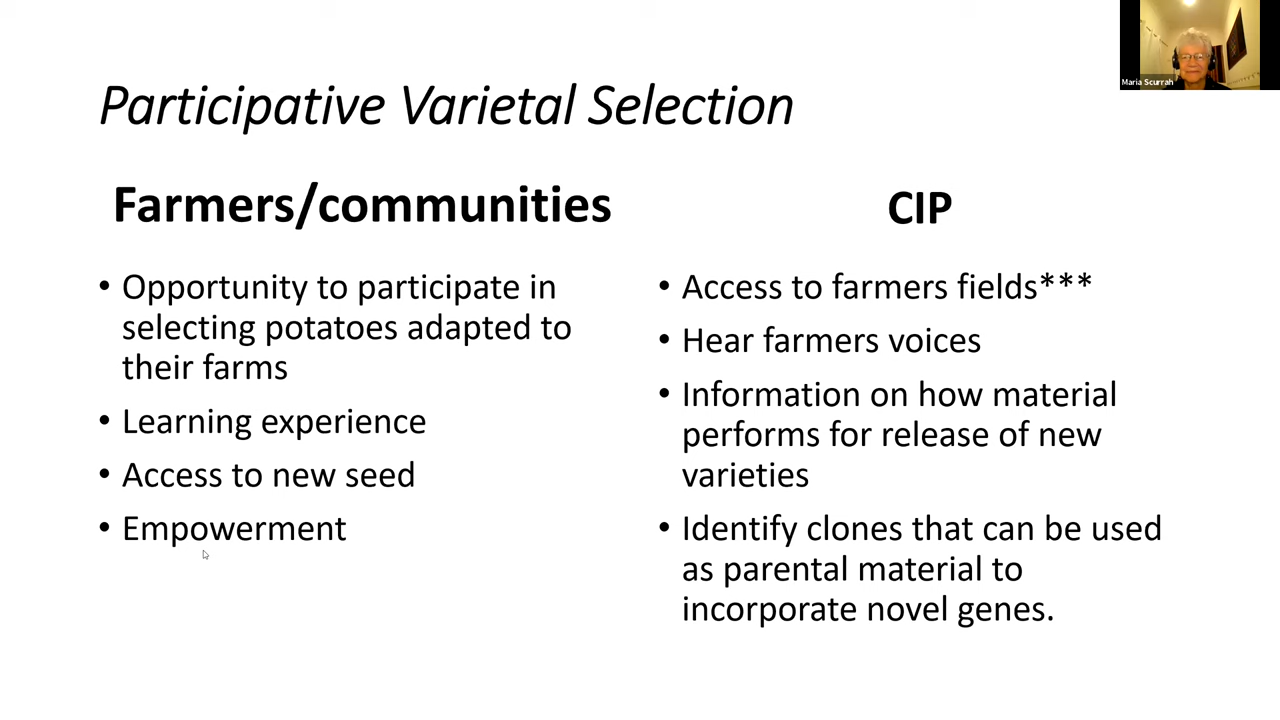 Maria Scurrah
Participative Varietal Selection
Farmers/communities
• Opportunity to participate in
selecting potatoes adapted to
their farms
• Learning experience
• Access to new seed
• Empowerment
CIP
• Access to farmers fields***
• Hear farmers voices
• Information on how material
performs for release of new
varieties
• Identify clones that can be used
as parental material to
incorporate novel genes.